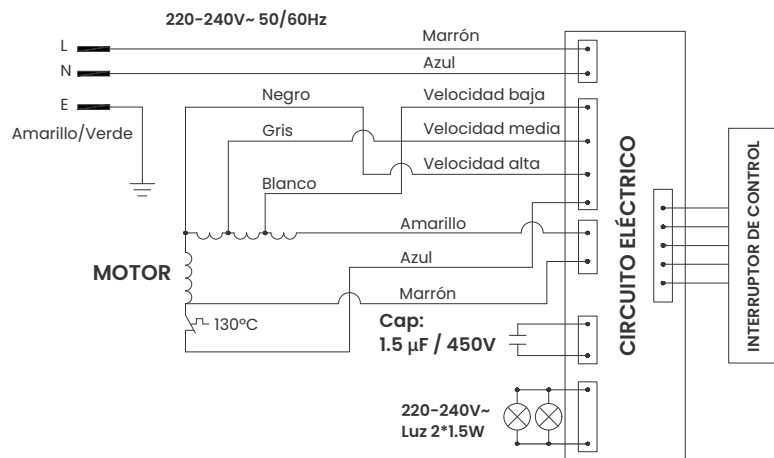 220-240V~ 50/60Hz
L
Marrón
N
Azul
E
Amarillo/Verde
Negro
Velocidad baja
Gris
Velocidad media
Velocidad alta
Blanco
Amarillo
MOTOR
Azul
Marrón
130°C
Cap:
1.5 µF / 450V
220-240V~
Luz 2*1.5W
CIRCUITO ELÉCTRICO
INTERRUPTOR DE CONTROL